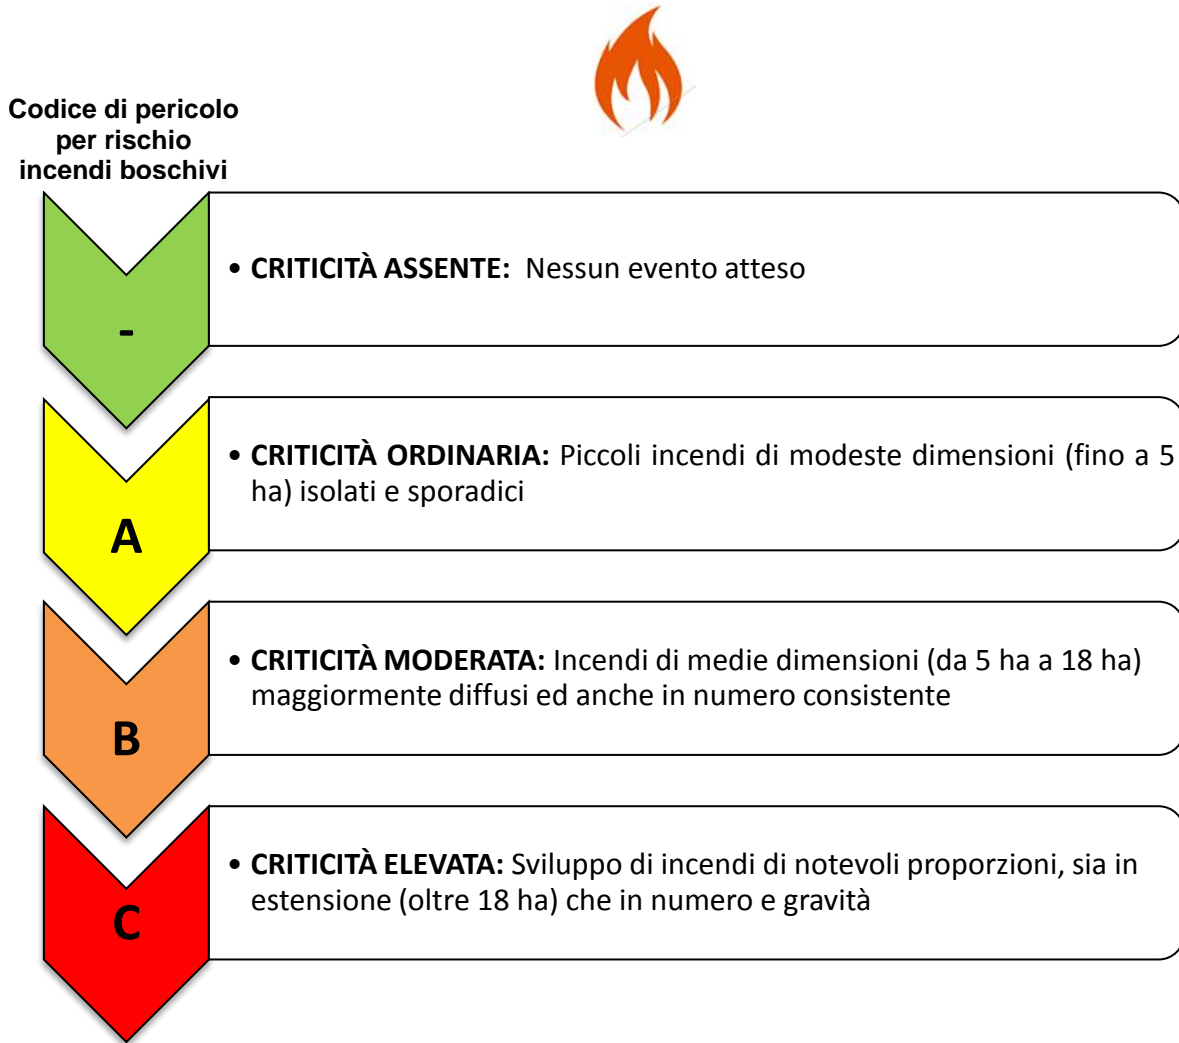 Codice di pericolo
per rischio
incendi boschivi
-
• CRITICITÀ ASSENTE: Nessun evento atteso
A
• CRITICITÀ ORDINARIA: Piccoli incendi di modeste dimensioni (fino a 5
ha) isolati e sporadici
B
• CRITICITÀ MODERATA: Incendi di medie dimensioni (da 5 ha a 18 ha)
maggiormente diffusi ed anche in numero consistente
C
• CRITICITÀ ELEVATA: Sviluppo di incendi di notevoli proporzioni, sia in
estensione (oltre 18 ha) che in numero e gravità